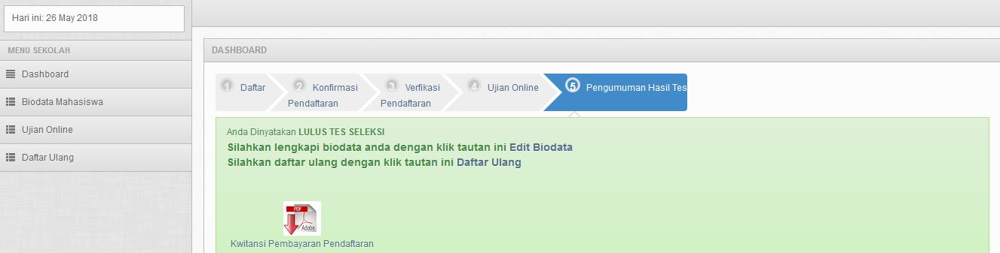 Hari ini: 26 May 2018
MENU SEKOLAH
Dashboard
Biodata Mahasiswa
Ujian Online
Daftar Ulang
DASHBOARD
1 Daftar
2 Konfirmasi
Pendaftaran
3 Verfikasi
Pendaftaran
4 Ujian Online
5 Pengumuman Hasil Tes
Anda Dinyatakan LULUS TES SELEKSI
Silahkan lengkapi biodata anda dengan klik tautan ini Edit Biodata
Silahkan daftar ulang dengan klik tautan ini Daftar Ulang
PDF
Adobe
Kwitansi Pembayaran Pendaftaran